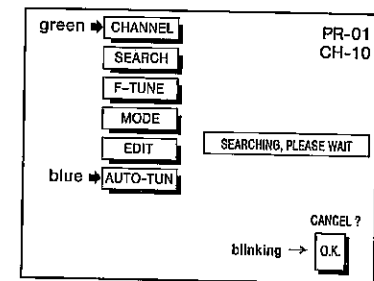 green → CHANNEL
PR-01
CH-10
SEARCH
F-TUNE
MODE
EDIT
SEARCHING, PLEASE WAIT
blue → AUTO-TUN
CANCEL ?
blinking → O.K.